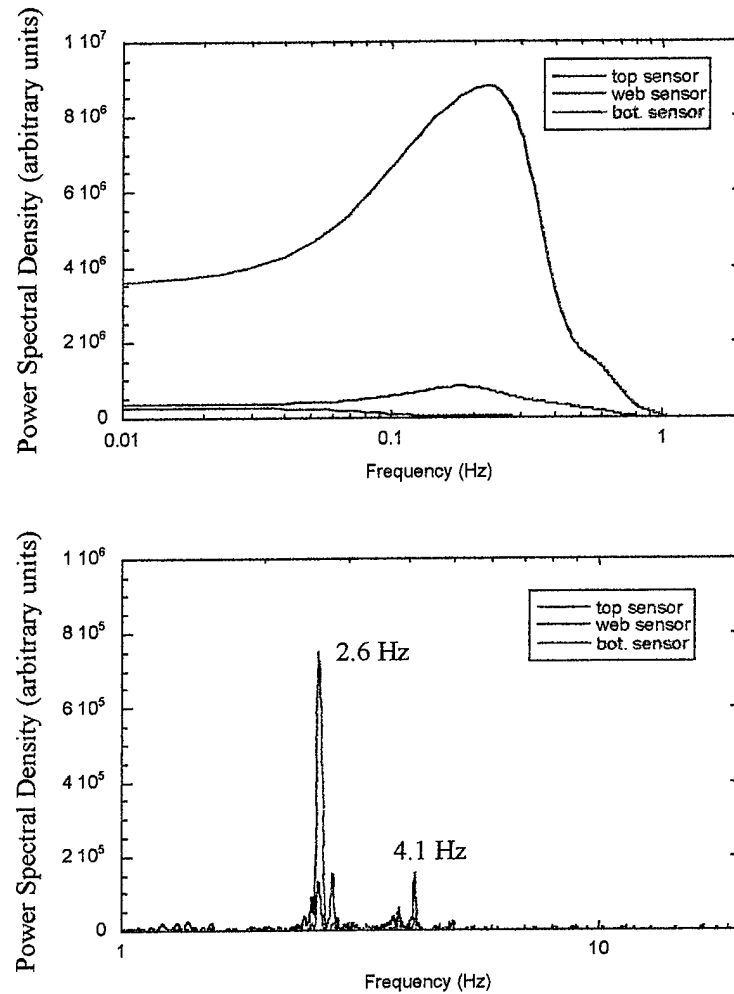 Power Spectral Density (arbitrary units)
1 10⁷
8 10⁶
6 10⁶
4 10⁶
2 10⁶
0
top sensor
web sensor
bot. sensor
0.01
0.1
1
Frequency (Hz)
Power Spectral Density (arbitrary units)
1 10⁶
8 10⁵
6 10⁵
4 10⁵
2 10⁵
0
top sensor
web sensor
bot. sensor
2.6 Hz
4.1 Hz
1
10
Frequency (Hz)